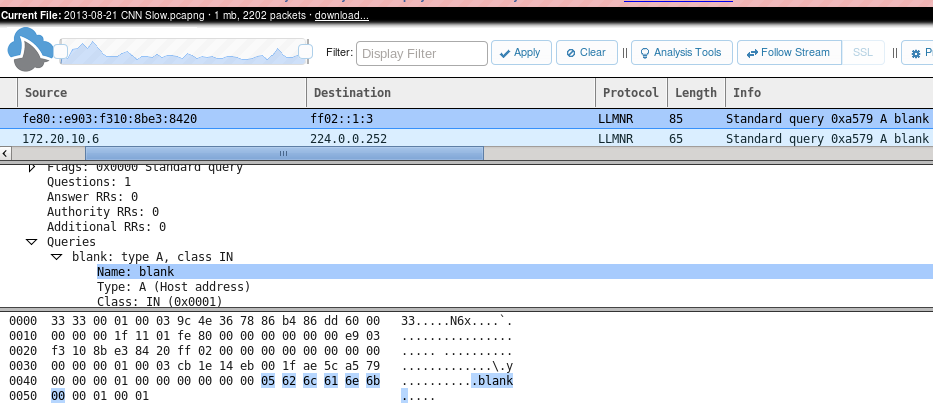 Current File: 2013-08-21 CNN Slow.pcapng · 1 mb, 2202 packets · download...
Filter: Display Filter Apply Clear || Analysis Tools Follow Stream SSL || P
Source Destination Protocol Length Info
fe80::e903:f310:8be3:8420 ff02::1:3 LLMNR 85 Standard query 0xa579 A blank
172.20.10.6 224.0.0.252 LLMNR 65 Standard query 0xa579 A blank
Flags: 0x0000 Standard query
Questions: 1
Answer RRs: 0
Authority RRs: 0
Additional RRs: 0
Queries
blank: type A, class IN
Name: blank
Type: A (Host address)
Class: IN (0x0001)
0000 33 33 00 01 00 03 9c 4e 36 78 86 b4 86 dd 60 00 33.....N6x....`.
0010 00 00 00 1f 11 01 fe 80 00 00 00 00 00 00 e9 03 ................
0020 f3 10 8b e3 84 20 ff 02 00 00 00 00 00 00 00 00 ..... ..........
0030 00 00 00 01 00 03 cb 1e 14 eb 00 1f ae 5c a5 79 .............\.y
0040 00 00 00 01 00 00 00 00 00 00 05 62 6c 61 6e 6b ...........blank
0050 00 00 01 00 01 .....